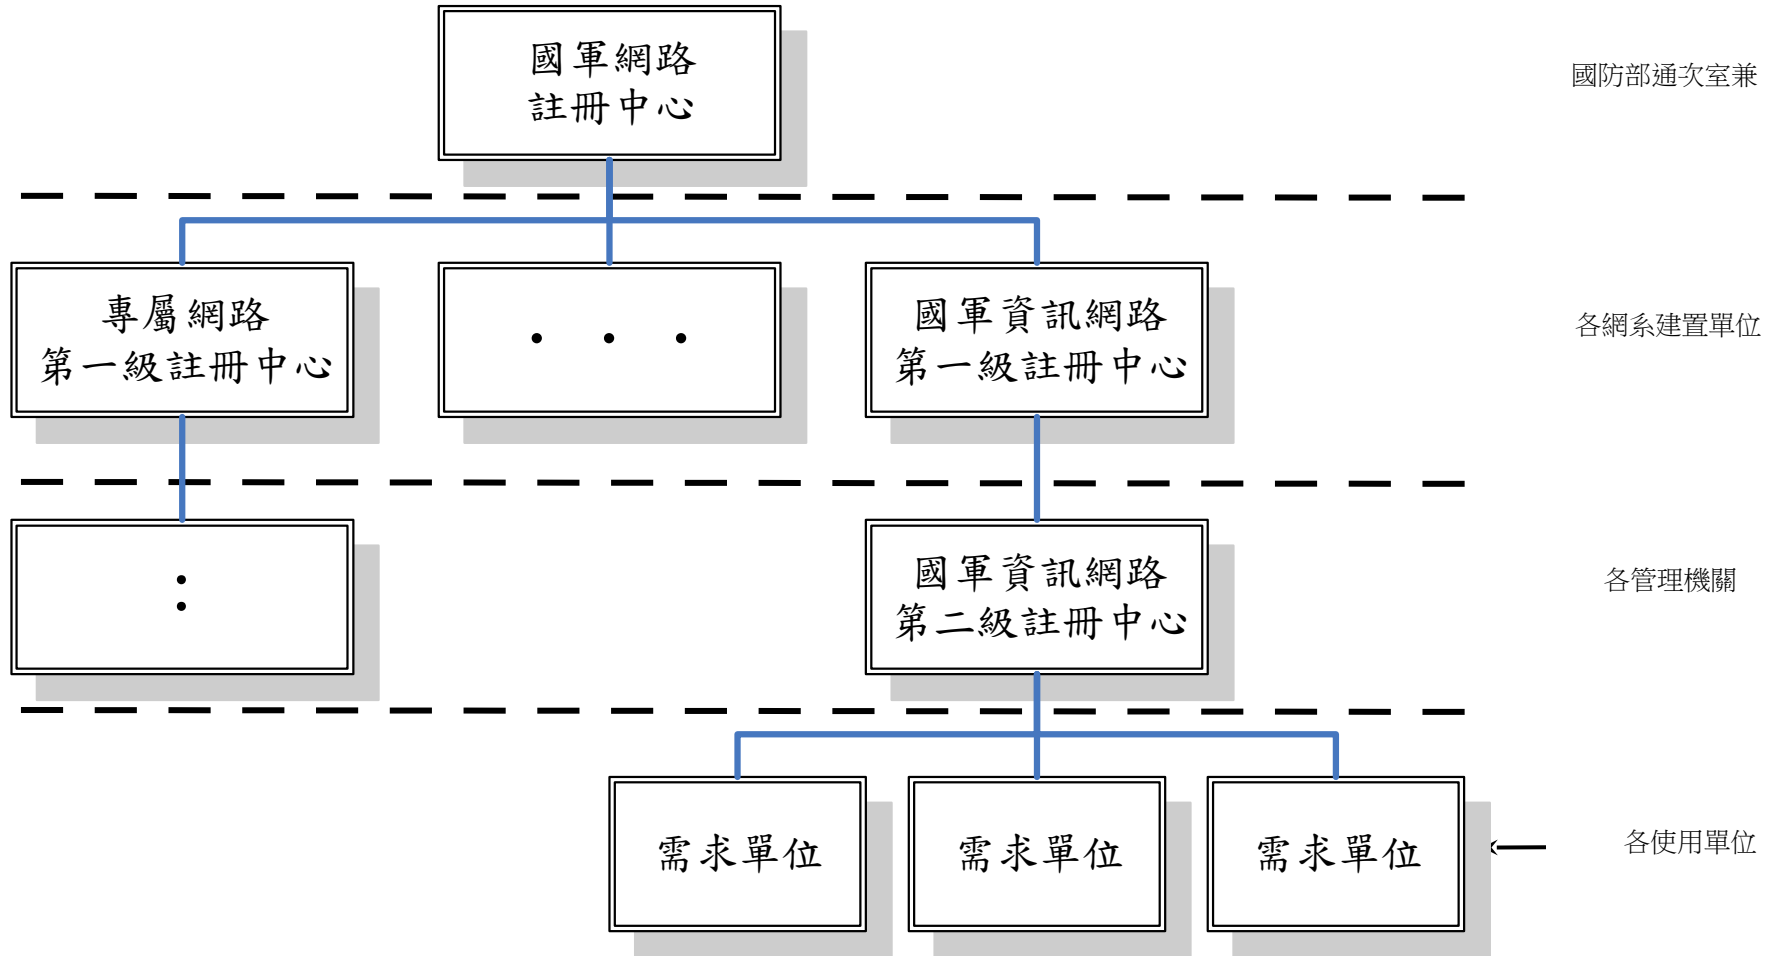 國軍網路
註冊中心
國防部通次室兼
專屬網路
第一級註冊中心
• • •
國軍資訊網路
第一級註冊中心
各網系建置單位
:
國軍資訊網路
第二級註冊中心
各管理機關
需求單位
需求單位
需求單位
各使用單位